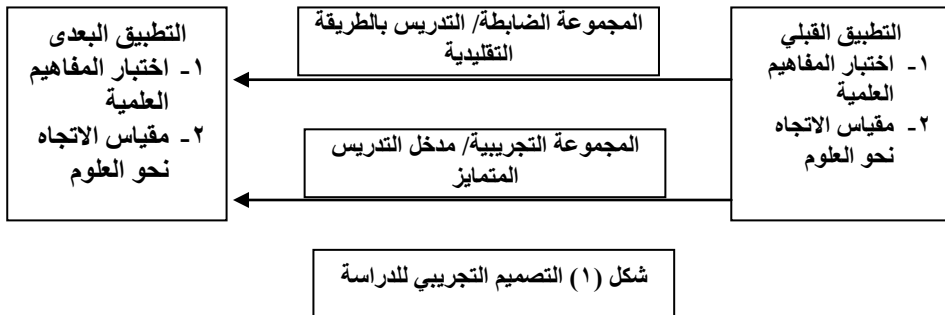 التطبيق القبلي
١- اختبار المفاهيم
العلمية
٢- مقياس الاتجاه
نحو العلوم
المجموعة الضابطة/ التدريس بالطريقة
التقليدية
المجموعة التجريبية/ مدخل التدريس
المتمايز
التطبيق البعدى
١- اختبار المفاهيم
العلمية
٢- مقياس الاتجاه
نحو العلوم
شكل (١) التصميم التجريبي للدراسة